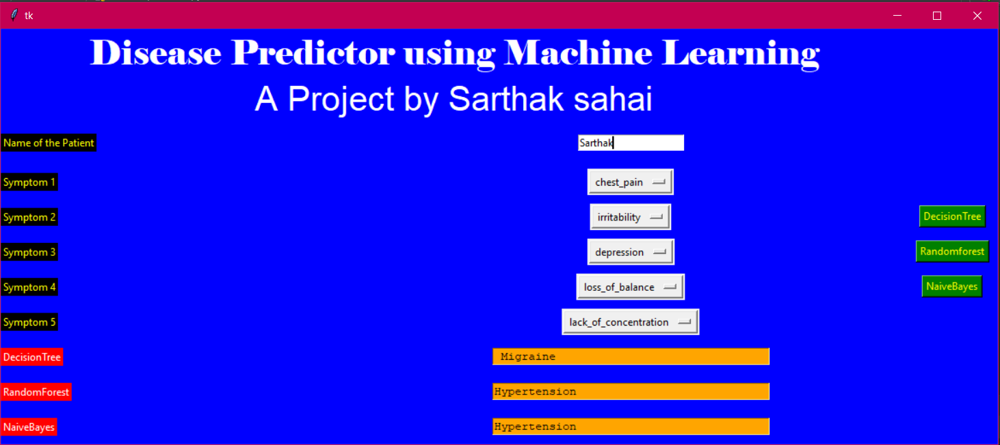 tk
Disease Predictor using Machine Learning
A Project by Sarthak sahai
Name of the Patient Sarthak
Symptom 1 chest_pain
Symptom 2 irritability DecisionTree
Symptom 3 depression Randomforest
Symptom 4 loss_of_balance NaiveBayes
Symptom 5 lack_of_concentration
DecisionTree Migraine
RandomForest Hypertension
NaiveBayes Hypertension